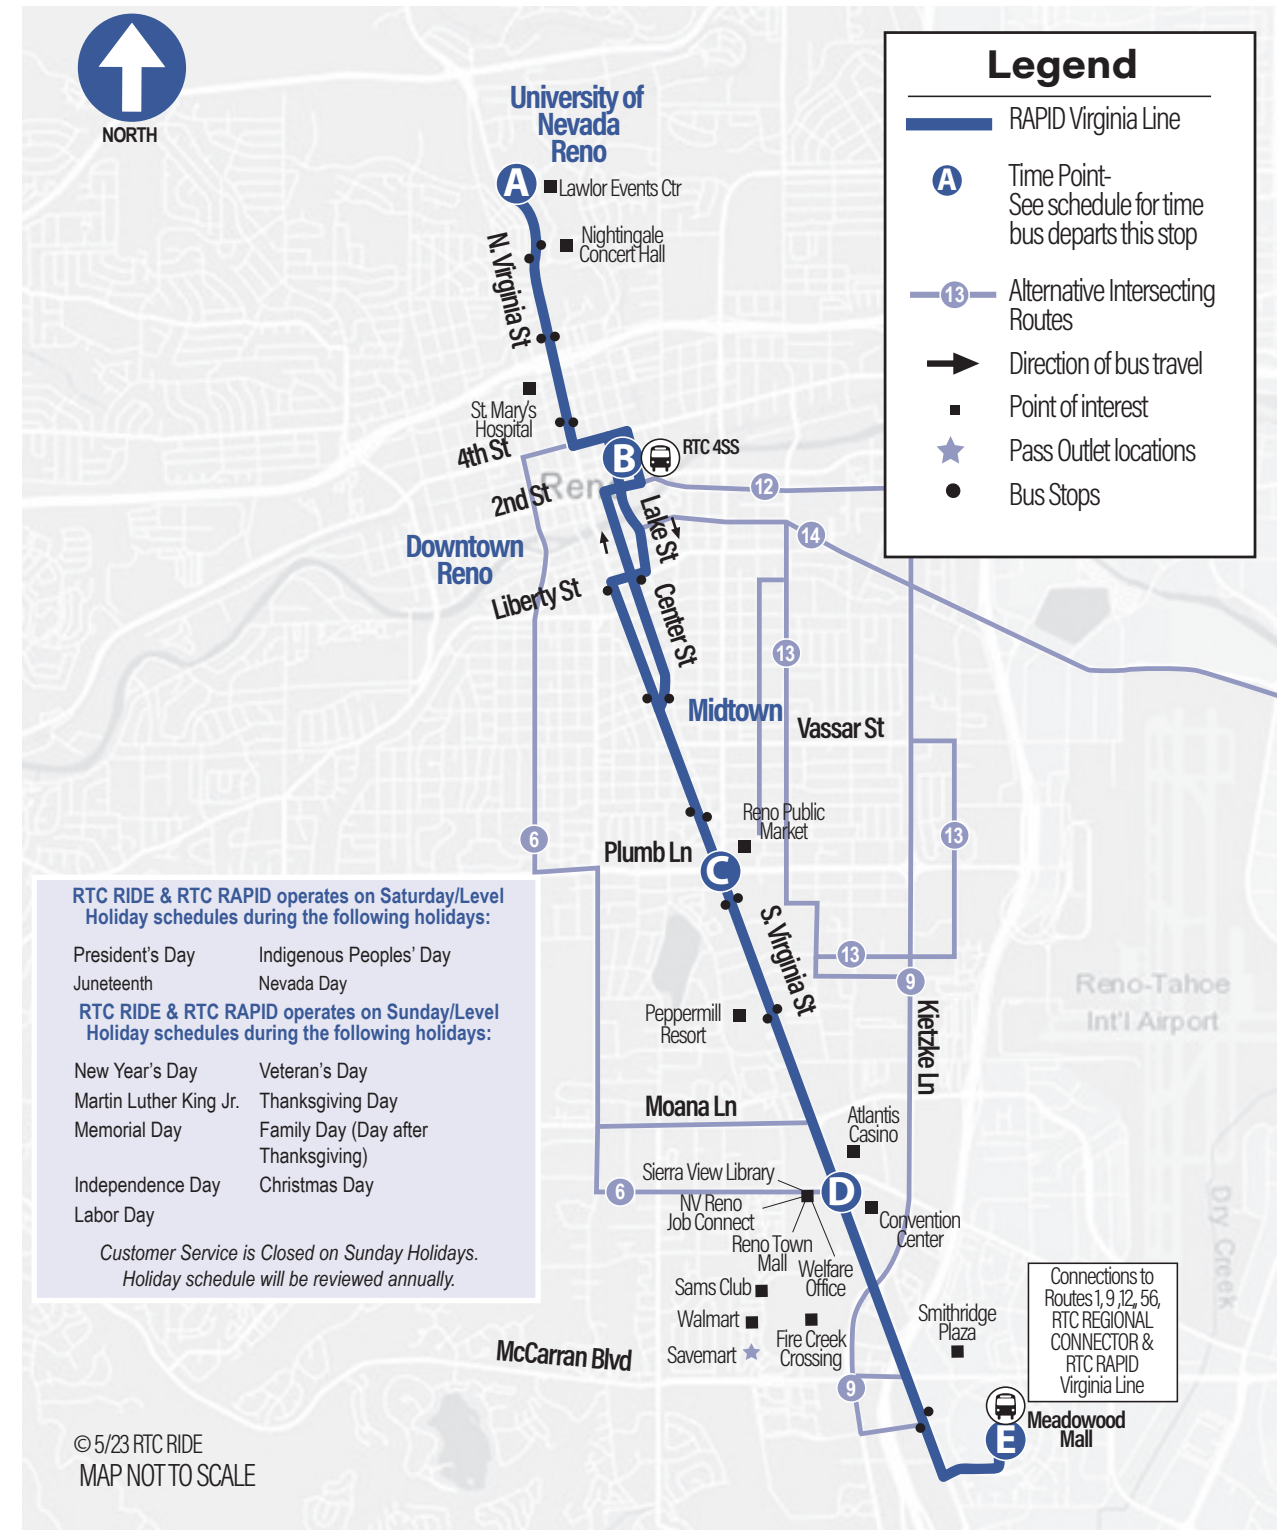 NORTH
Legend
RAPID Virginia Line
A
Time Point-
See schedule for time
bus departs this stop
13
Alternative Intersecting
Routes
Direction of bus travel
Point of interest
Pass Outlet locations
Bus Stops
University of
Nevada
Reno
A
Lawlor Events Ctr
Nightingale
Concert Hall
N. Virginia St
St. Mary's
Hospital
4th St
B
RTC 4SS
Reno
2nd St
12
Lake St
14
Downtown
Reno
Liberty St
Center St
13
Midtown
Vassar St
Reno Public
Market
13
6
Plumb Ln
C
S. Virginia St
13
9
Reno-Tahoe
Int'l Airport
Peppermill
Resort
Kietzke Ln
Moana Ln
Atlantis
Casino
Sierra View Library
6
D
NV Reno
Job Connect
Convention
Center
Reno Town
Mall
Welfare
Office
Dry Creek
Sams Club
Walmart
Savemart
Fire Creek
Crossing
Smithridge
Plaza
McCarran Blvd
9
Connections to
Routes 1, 9 ,12,, 56,
RTC REGIONAL
CONNECTOR &
RTC RAPID
Virginia Line
E
Meadowood
Mall
RTC RIDE & RTC RAPID operates on Saturday/Level
Holiday schedules during the following holidays:
President's Day Indigenous Peoples' Day
Juneteenth Nevada Day
RTC RIDE & RTC RAPID operates on Sunday/Level
Holiday schedules during the following holidays:
New Year's Day Veteran's Day
Martin Luther King Jr. Thanksgiving Day
Memorial Day Family Day (Day after
Thanksgiving)
Independence Day Christmas Day
Labor Day
Customer Service is Closed on Sunday Holidays.
Holiday schedule will be reviewed annually.
© 5/23 RTC RIDE
MAP NOT TO SCALE